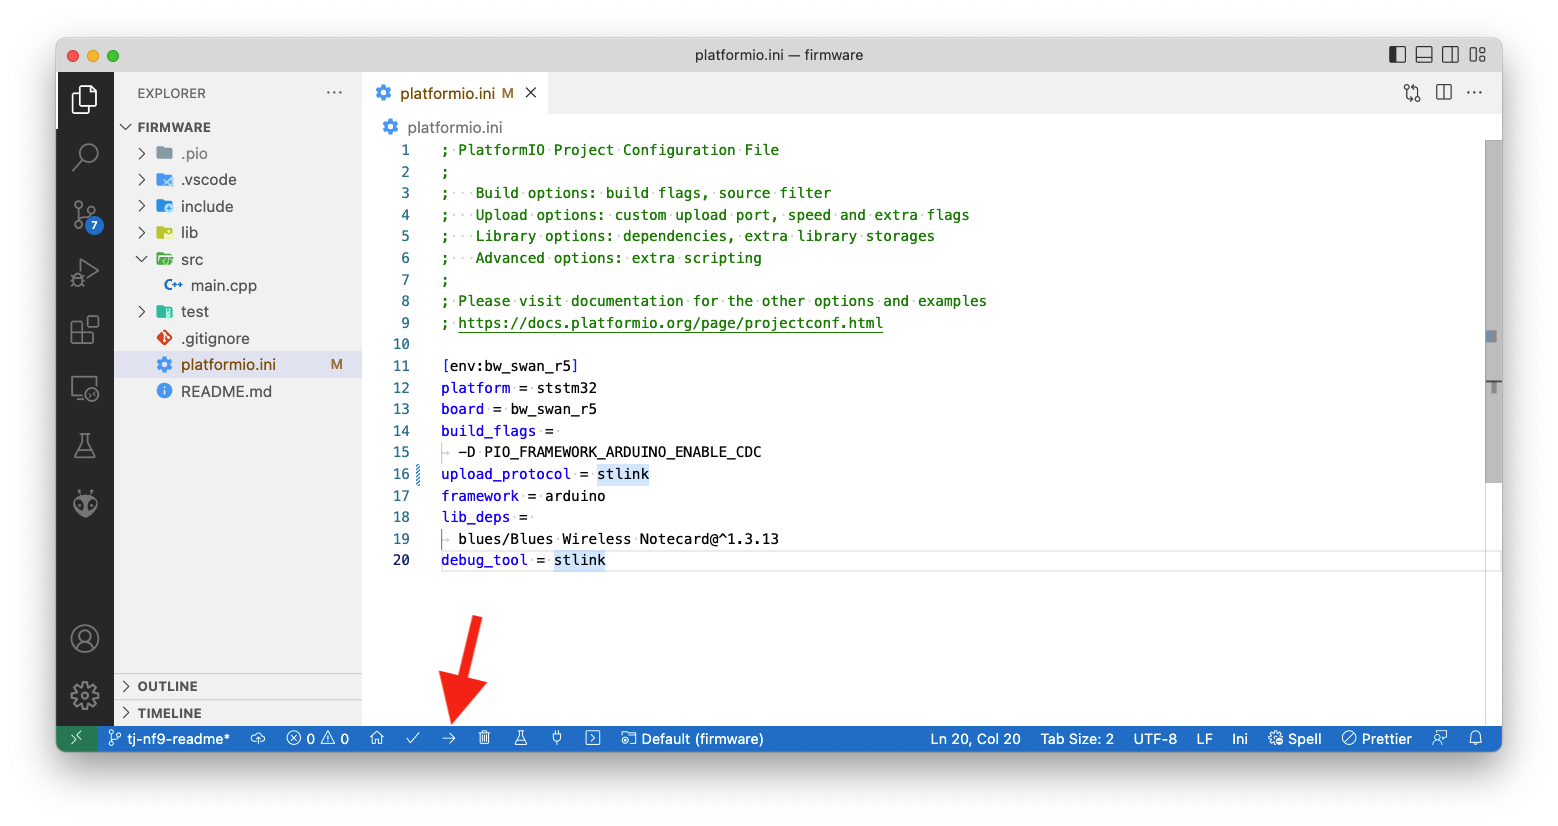 platformio.ini — firmware
EXPLORER
FIRMWARE
.pio
.vscode
include
lib
src
C++ main.cpp
test
.gitignore
platformio.ini M
README.md
OUTLINE
TIMELINE
7
platformio.ini M
platformio.ini
1 ; PlatformIO Project Configuration File
2 ;
3 ;   Build options: build flags, source filter
4 ;   Upload options: custom upload port, speed and extra flags
5 ;   Library options: dependencies, extra library storages
6 ;   Advanced options: extra scripting
7 ;
8 ; Please visit documentation for the other options and examples
9 ; https://docs.platformio.org/page/projectconf.html
10
11 [env:bw_swan_r5]
12 platform = ststm32
13 board = bw_swan_r5
14 build_flags =
15   -D PIO_FRAMEWORK_ARDUINO_ENABLE_CDC
16 upload_protocol = stlink
17 framework = arduino
18 lib_deps =
19   blues/Blues Wireless Notecard@^1.3.13
20 debug_tool = stlink
tj-nf9-readme* 0 0 Default (firmware) Ln 20, Col 20 Tab Size: 2 UTF-8 LF Ini Spell Prettier